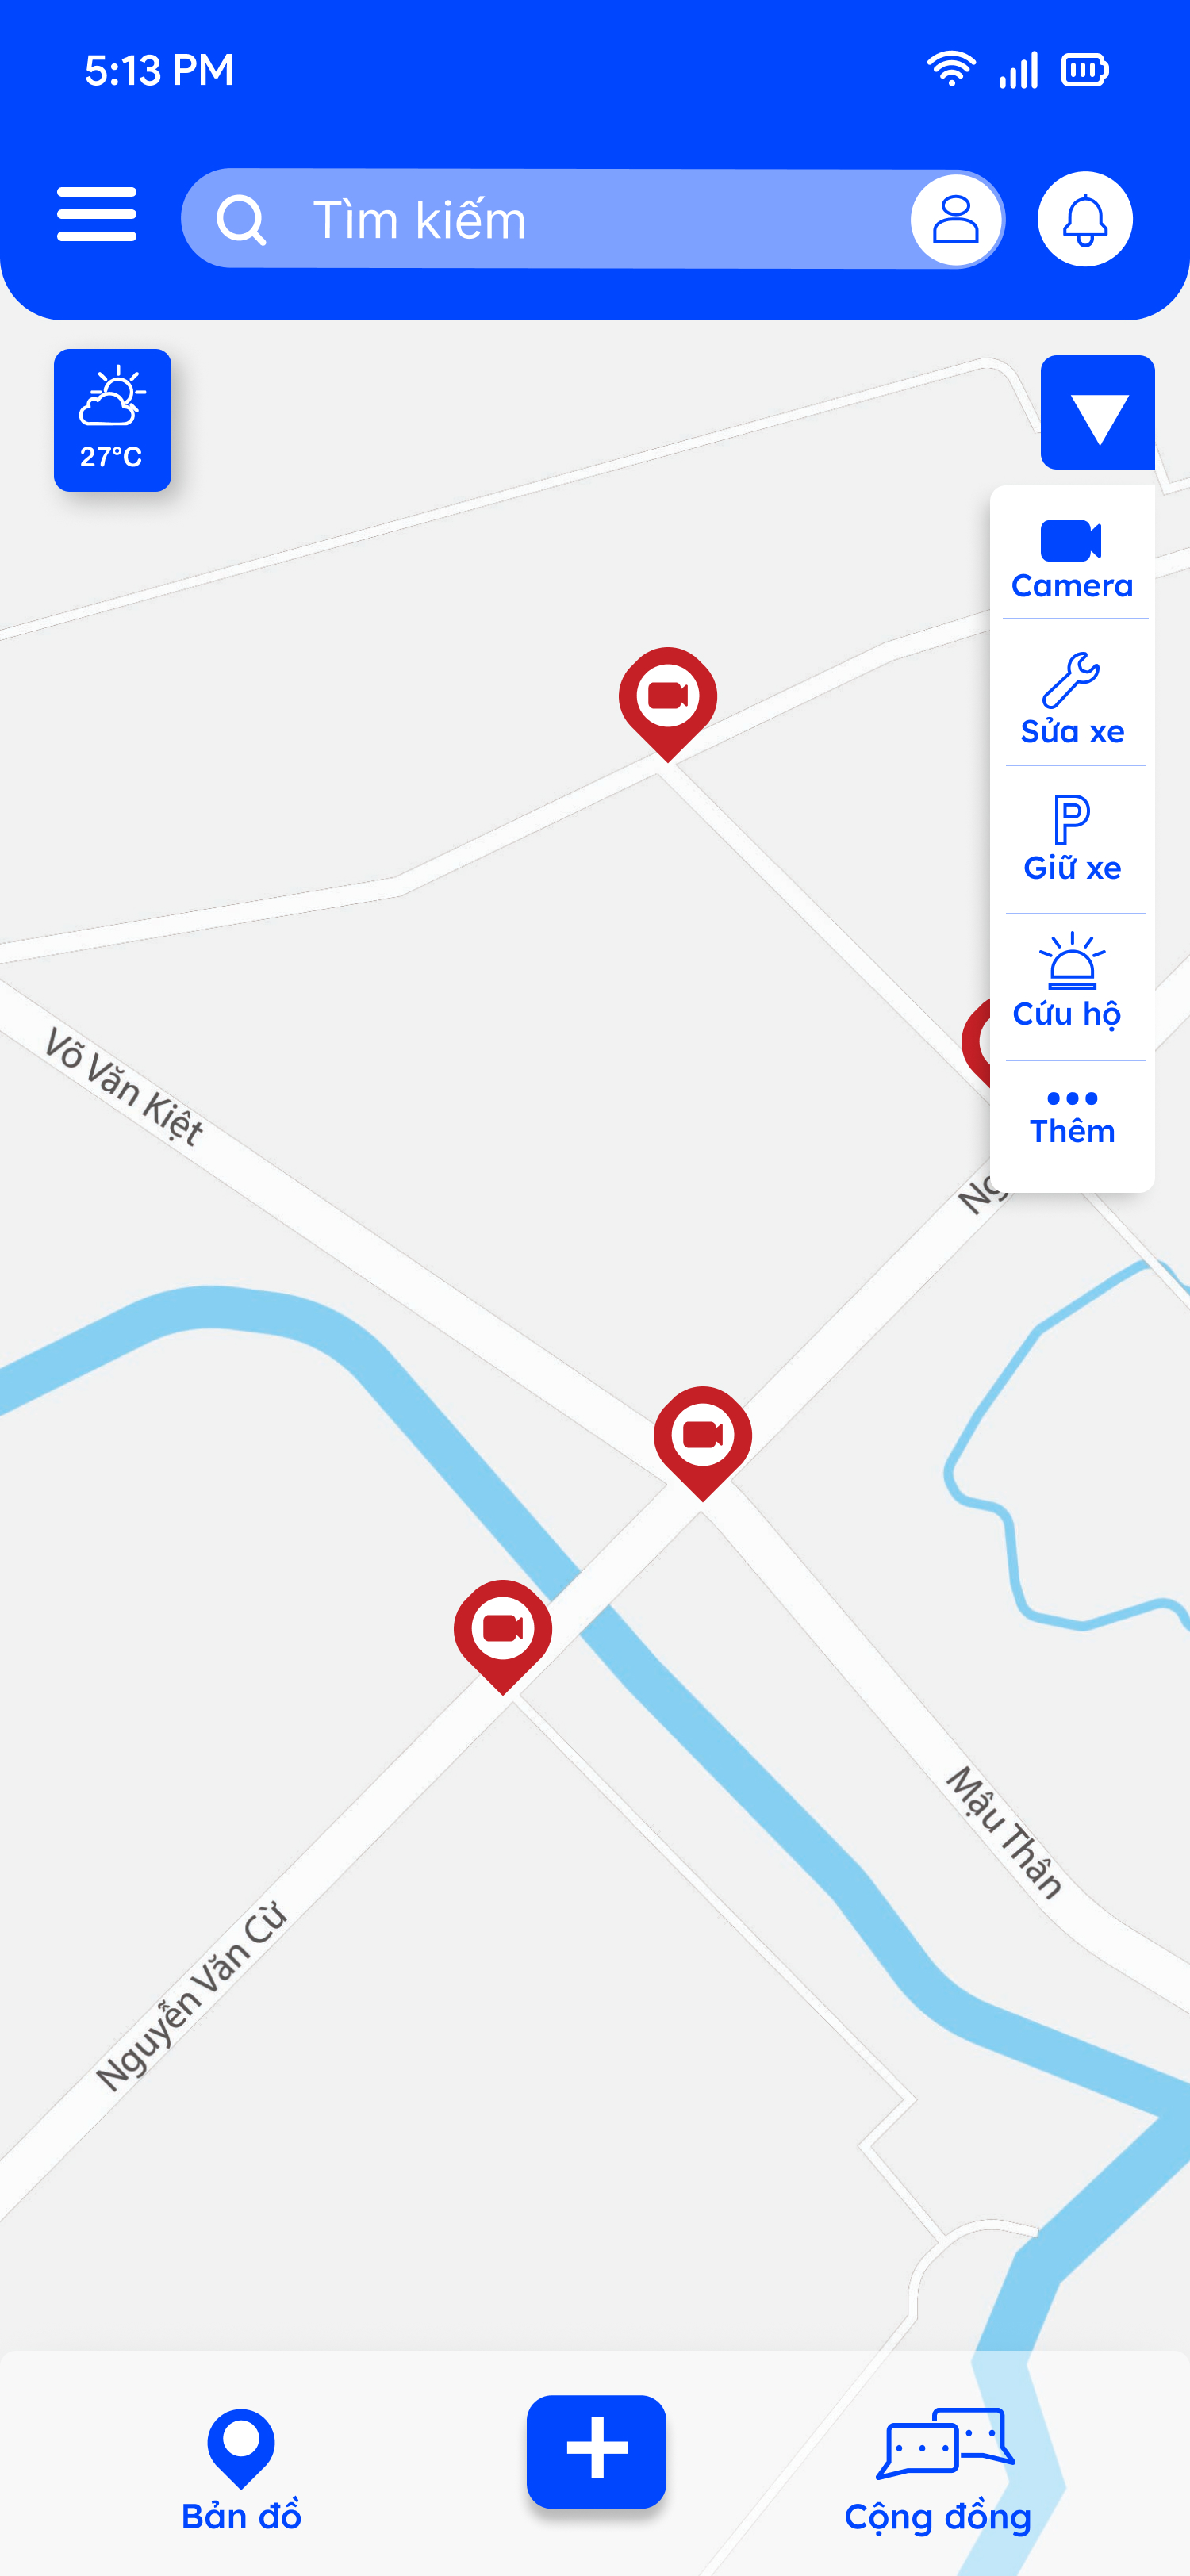 5:13 PM
Tìm kiếm
27°C
Camera
Sửa xe
P
Giữ xe
Cứu hộ
Thêm
Võ Văn Kiệt
Mậu Thân
Nguyễn Văn Cừ
Bản đồ
Cộng đồng